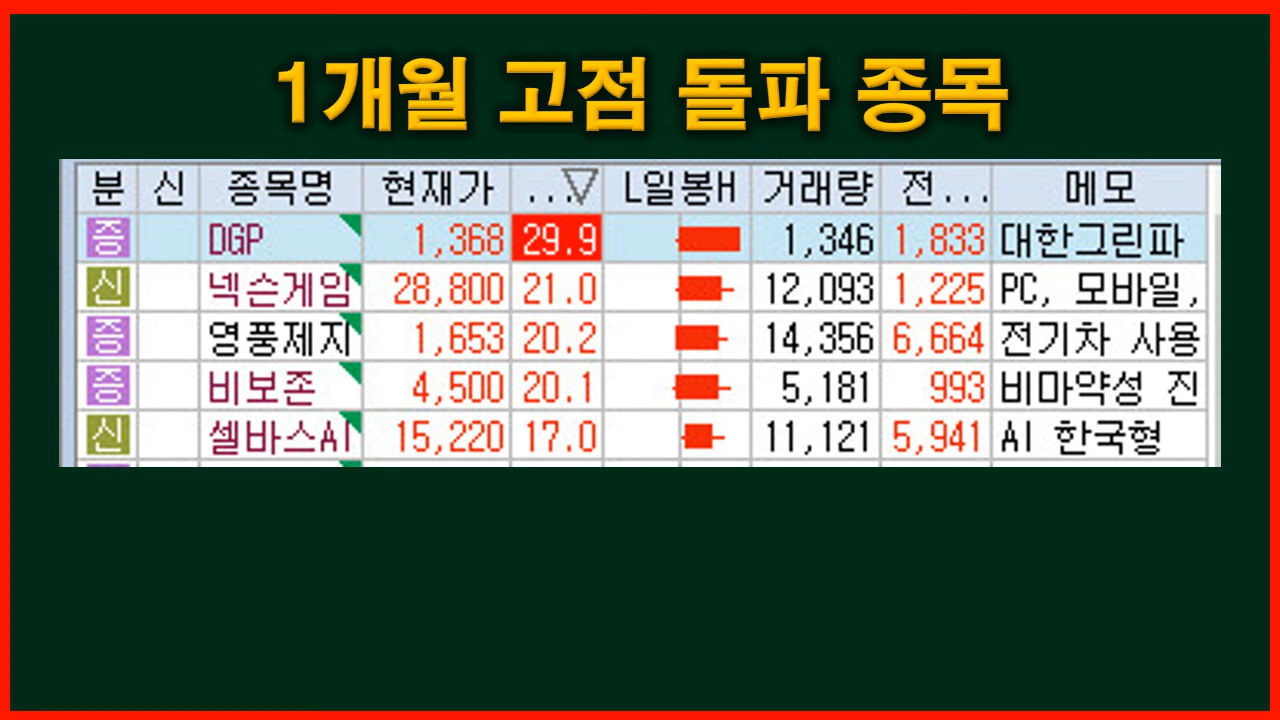 1개월 고점 돌파 종목
분 신 종목명 현재가 ...▽ L일봉H 거래량 전... 메모
증 DGP 1,368 29.9 1,346 1,833 대한그린파
신 넥슨게임 28,800 21.0 12,093 1,225 PC, 모바일,
증 영풍제지 1,653 20.2 14,356 6,664 전기차 사용
증 비보존 4,500 20.1 5,181 993 비마약성 진
신 셀바스AI 15,220 17.0 11,121 5,941 AI 한국형